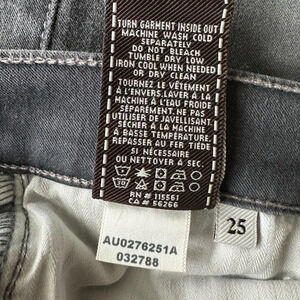 TURN GARMENT INSIDE OUT
MACHINE WASH COLD
SEPARATELY
DO NOT BLEACH
TUMBLE DRY LOW
IRON COOL WHEN NEEDED
OR DRY CLEAN
TOURNEZ LE VÊTEMENT
À L'ENVERS.LAVER À LA
MACHINE À L'EAU FROIDE
SÉPARÉMENT. NE PAS
UTILISER DE JAVELLISANT.
SÉCHER À LA MACHINE
À BASSE TEMPÉRATURE.
REPASSER AU FER TIÈDE
SI NÉCESSAIRE
OU NETTOYER À SEC.
RN # 115561
CA # 56266
25
AU0276251A
032788